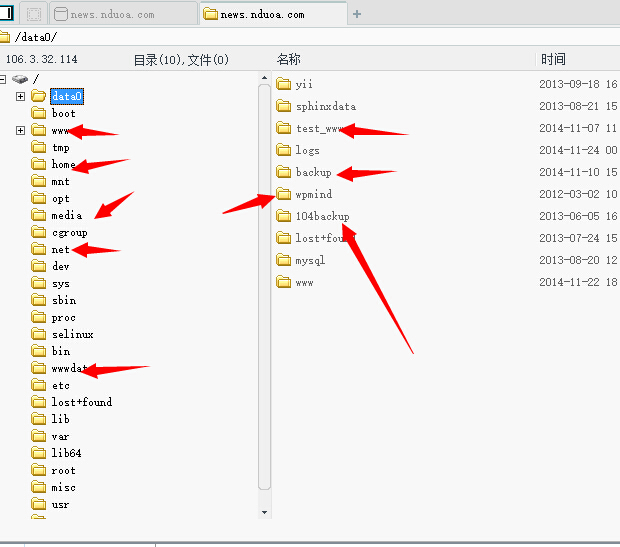 news.nduoa.com
news.nduoa.com
/data0/
106.3.32.114 目录(10),文件(0) 名称 时间
/
data0
boot
www
tmp
home
mnt
opt
media
cgroup
net
dev
sys
sbin
proc
selinux
bin
wwwdat
etc
lost+found
lib
var
lib64
root
misc
usr
yii 2013-09-18 16
sphinxdata 2013-08-21 15
test_www 2014-11-07 11
logs 2014-11-24 00
backup 2014-11-10 15
wpmind 2012-03-02 10
104backup 2013-06-05 16
lost+found 2013-07-24 15
mysql 2013-08-20 12
www 2014-11-22 18